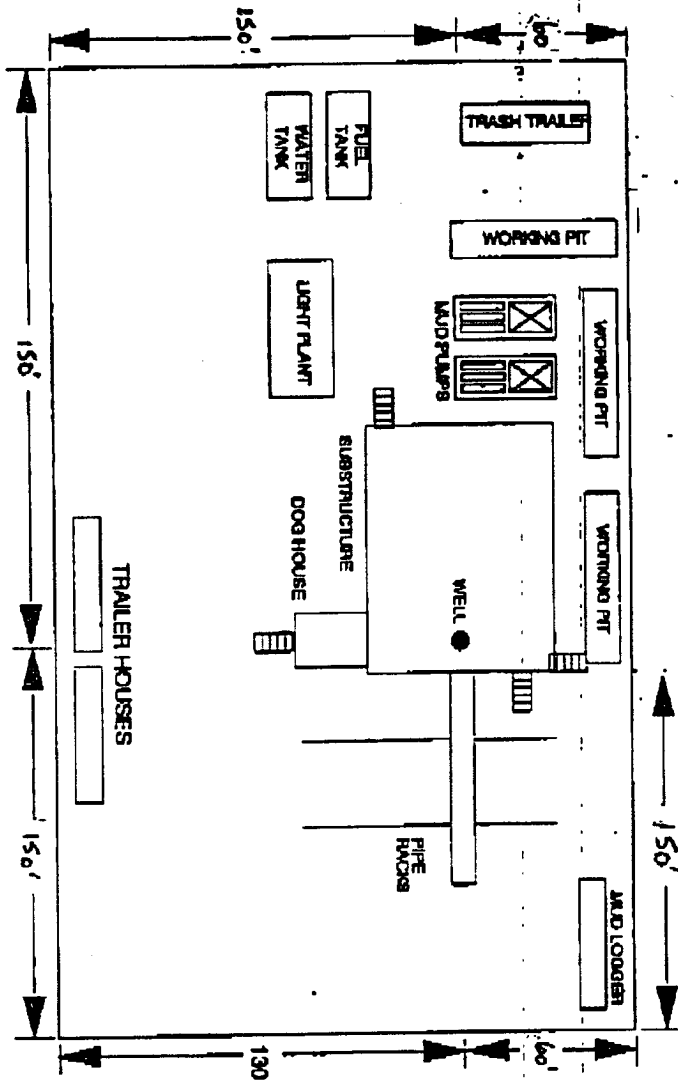 150'
60'
TRASH TRAILER
FUEL
TANK
WATER
TANK
WORKING PIT
WORKING PIT
MUD PUMPS
LIGHT PLANT
150'
SUBSTRUCTURE
DOG HOUSE
WORKING PIT
WELL
TRAILER HOUSES
150'
150'
PIPE
RACKS
MUD LOGGER
130
60'